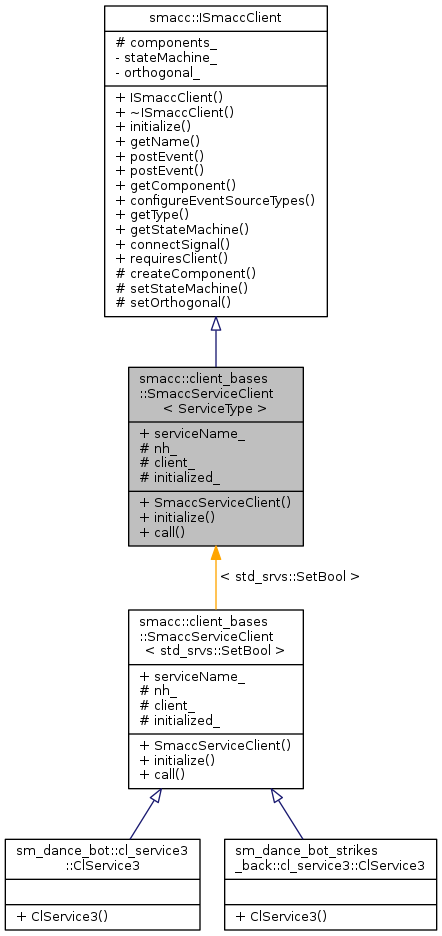 smacc::ISmaccClient
# components_
- stateMachine_
- orthogonal_
+ ISmaccClient()
+ ~ISmaccClient()
+ initialize()
+ getName()
+ postEvent()
+ postEvent()
+ getComponent()
+ configureEventSourceTypes()
+ getType()
+ getStateMachine()
+ connectSignal()
+ requiresClient()
# createComponent()
# setStateMachine()
# setOrthogonal()
smacc::client_bases
::SmaccServiceClient
< ServiceType >
+ serviceName_
# nh_
# client_
# initialized_
+ SmaccServiceClient()
+ initialize()
+ call()
< std_srvs::SetBool >
smacc::client_bases
::SmaccServiceClient
< std_srvs::SetBool >
+ serviceName_
# nh_
# client_
# initialized_
+ SmaccServiceClient()
+ initialize()
+ call()
sm_dance_bot::cl_service3
::ClService3
+ ClService3()
sm_dance_bot_strikes
_back::cl_service3::ClService3
+ ClService3()